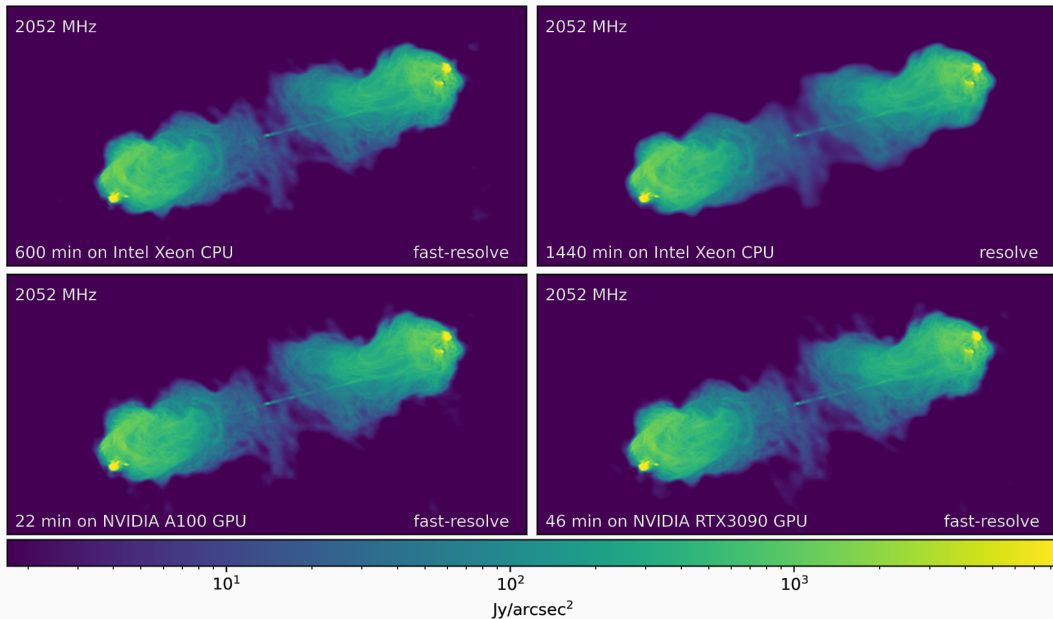 2052 MHz
600 min on Intel Xeon CPU
fast-resolve
2052 MHz
1440 min on Intel Xeon CPU
resolve
2052 MHz
22 min on NVIDIA A100 GPU
fast-resolve
2052 MHz
46 min on NVIDIA RTX3090 GPU
fast-resolve
10¹
10²
10³
Jy/arcsec²